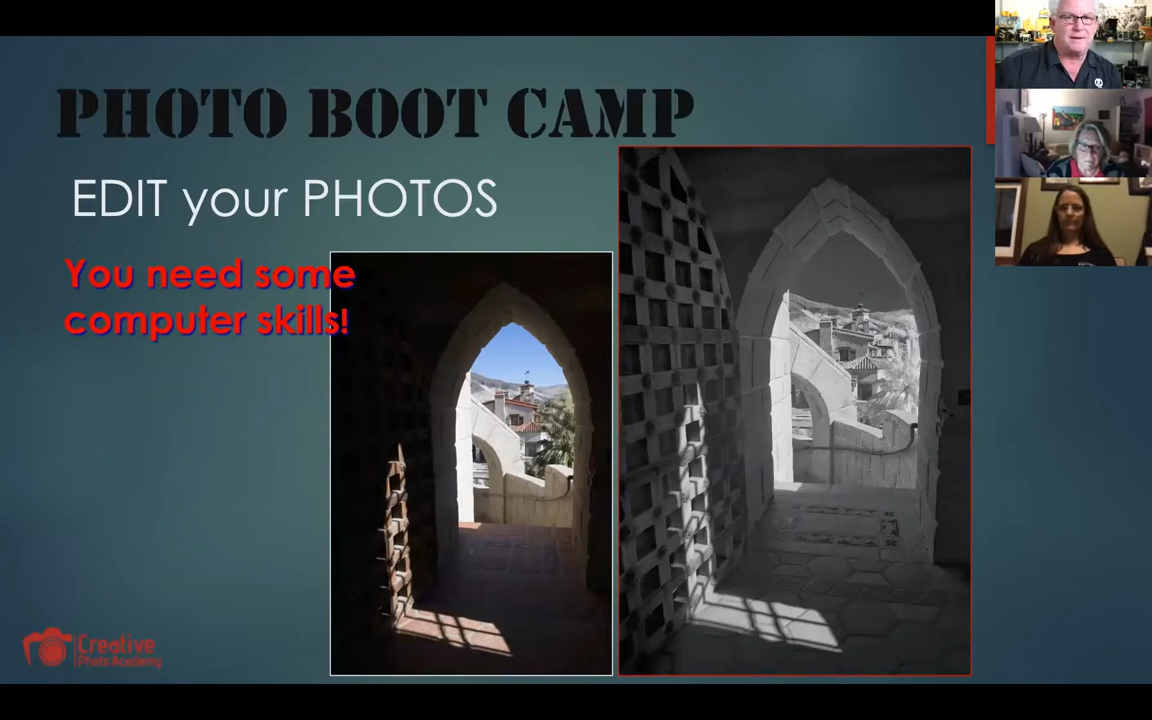 PHOTO BOOT CAMP
EDIT your PHOTOS
You need some
computer skills!
Creative
Photo Academy